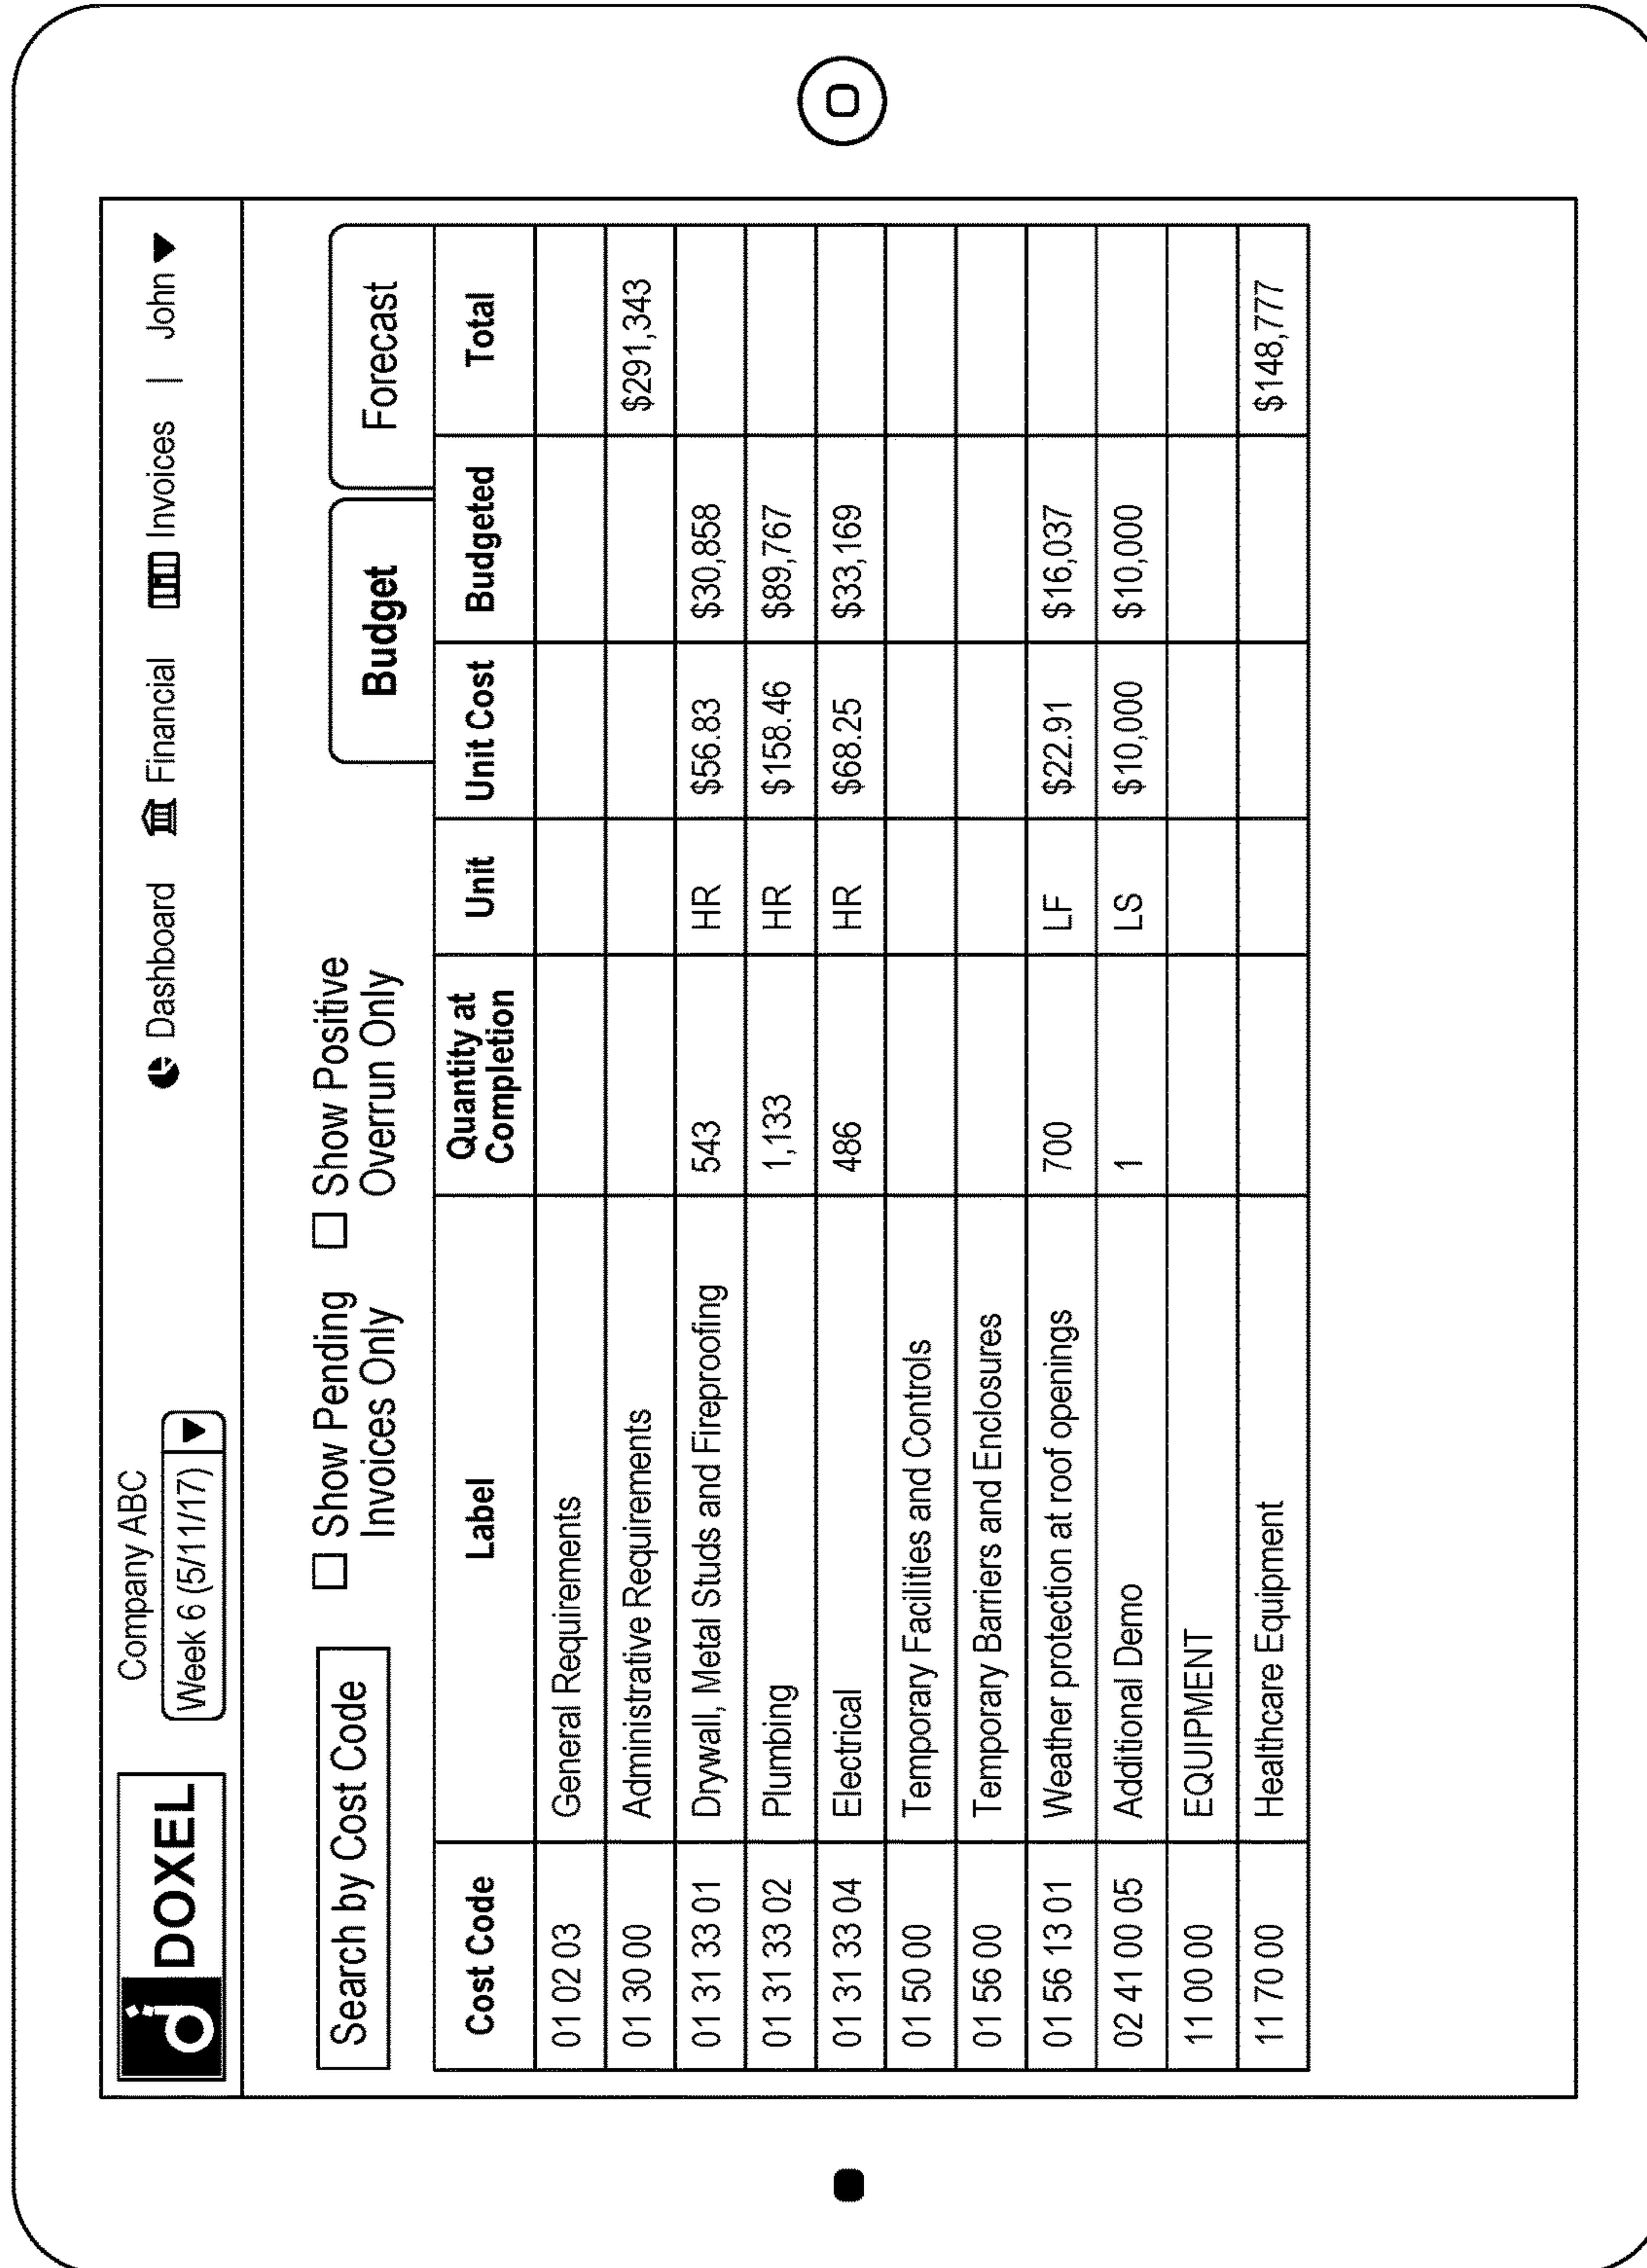 d DOXEL
Company ABC
Week 6 (5/11/17)
Dashboard Financial Invoices | John
Search by Cost Code
Show Pending
Invoices Only
Show Positive
Overrun Only
Budget
Forecast
Cost Code Label Quantity at Completion Unit Unit Cost Budgeted Total
01 02 03 General Requirements
01 30 00 Administrative Requirements $291,343
01 31 33 01 Drywall, Metal Studs and Fireproofing 543 HR $56.83 $30,858
01 31 33 02 Plumbing 1,133 HR $158.46 $89,767
01 31 33 04 Electrical 486 HR $68.25 $33,169
01 50 00 Temporary Facilities and Controls
01 56 00 Temporary Barriers and Enclosures
01 56 13 01 Weather protection at roof openings 700 LF $22.91 $16,037
02 41 00 05 Additional Demo 1 LS $10,000 $10,000
11 00 00 EQUIPMENT
11 70 00 Healthcare Equipment $148,777